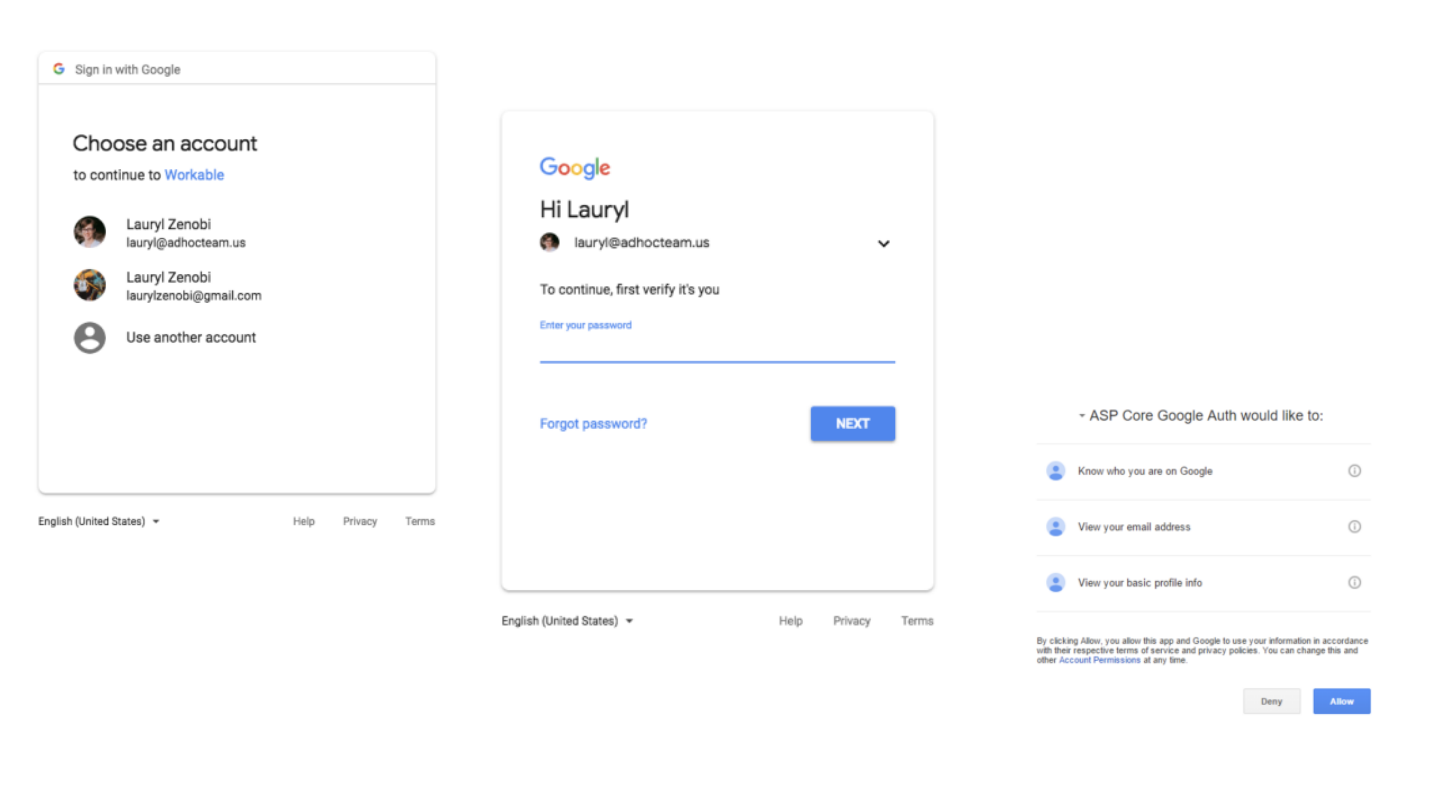 Sign in with Google
Choose an account
to continue to Workable
Lauryl Zenobi
lauryl@adhocteam.us
Lauryl Zenobi
laurylzenobi@gmail.com
Use another account
English (United States)
Help Privacy Terms
Google
Hi Lauryl
lauryl@adhocteam.us
To continue, first verify it's you
Enter your password
Forgot password?
NEXT
English (United States)
Help Privacy Terms
ASP Core Google Auth would like to:
Know who you are on Google
View your email address
View your basic profile info
By clicking Allow, you allow this app and Google to use your information in accordance
with their respective terms of service and privacy policies. You can change this and
other Account Permissions at any time.
Deny Allow